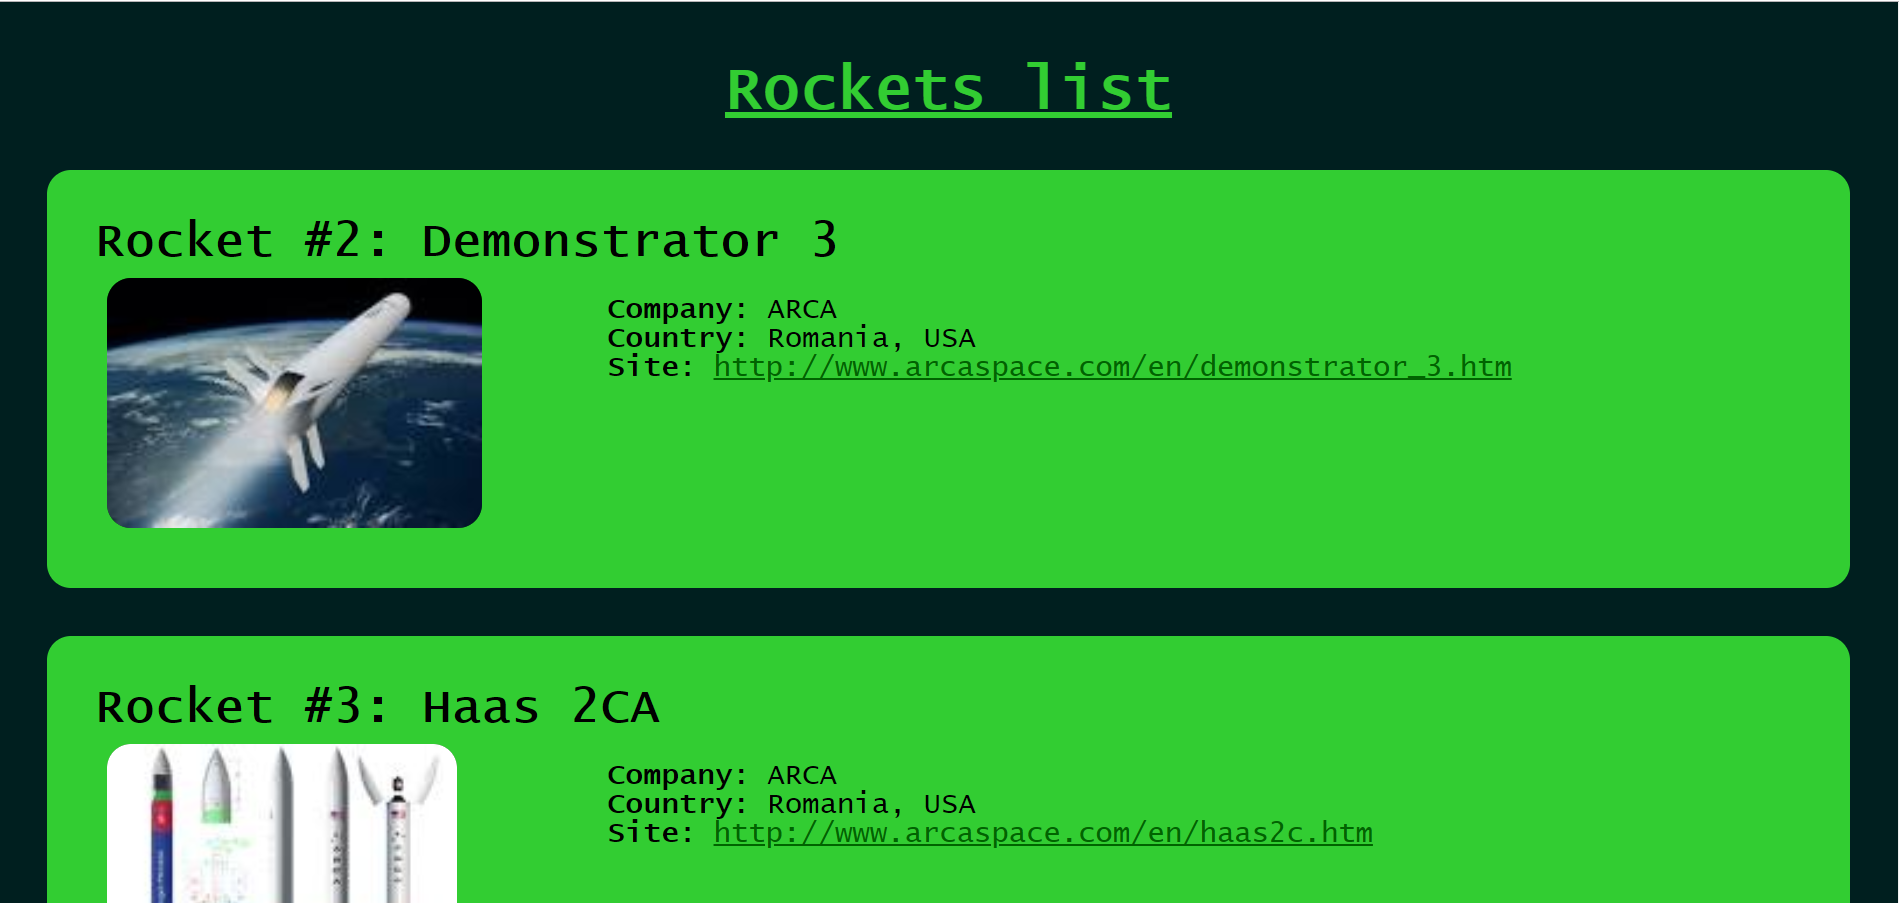 Rockets list
Rocket #2: Demonstrator 3
Company: ARCA
Country: Romania, USA
Site: http://www.arcaspace.com/en/demonstrator_3.htm
Rocket #3: Haas 2CA
Company: ARCA
Country: Romania, USA
Site: http://www.arcaspace.com/en/haas2c.htm